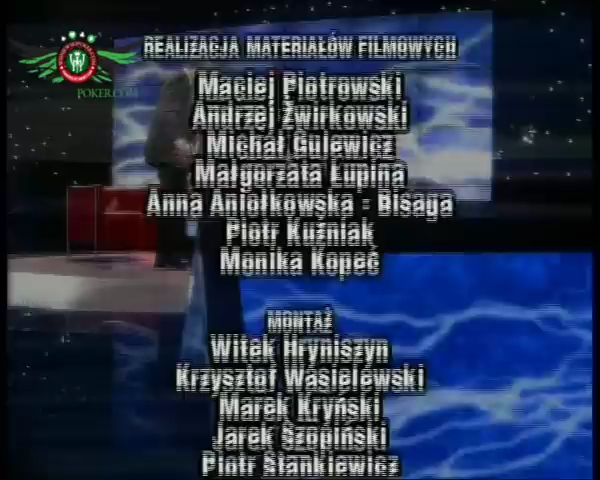 POKER.COM
REALIZACJA MATERIAŁÓW FILMOWYCH
Maciej Piotrowski
Andrzej Żwirkowski
Michał Gulewicz
Małgorzata Łupina
Anna Aniołkowska - Bisaga
Piotr Kuźniak
Monika Kopeć
MONTAŻ
Witek Hryniszyn
Krzysztof Wasielewski
Marek Kryński
Jarek Szopiński
Piotr Stankiewicz